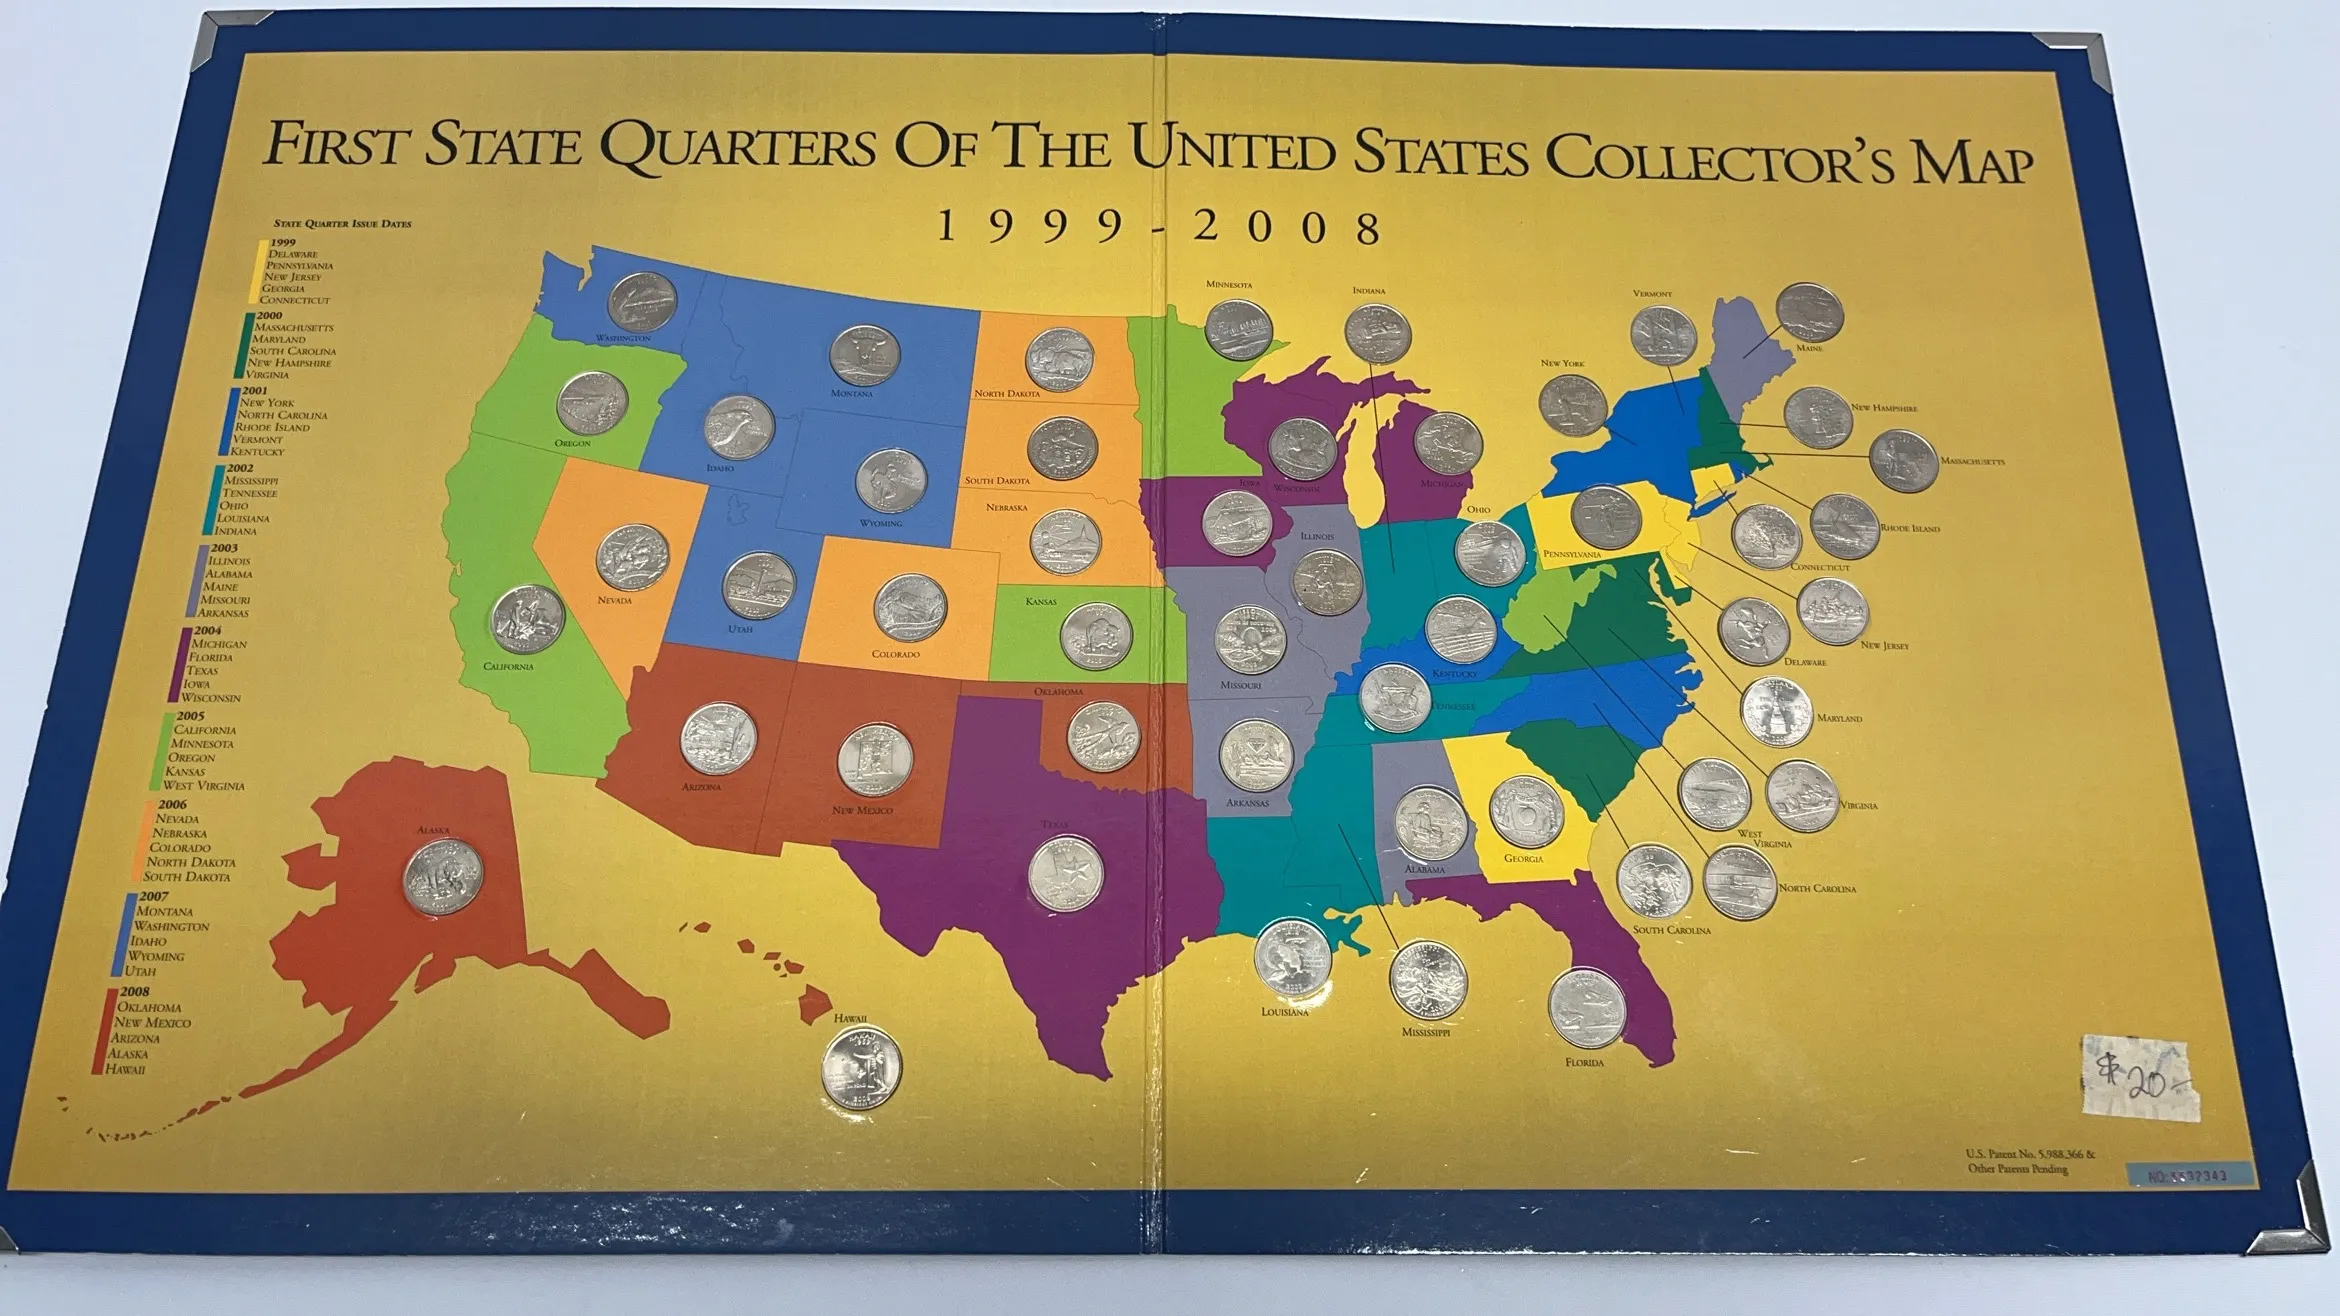 FIRST STATE QUARTERS OF THE UNITED STATES COLLECTOR'S MAP
1999-2008
STATE QUARTER ISSUE DATES
1999
DELAWARE
PENNSYLVANIA
NEW JERSEY
GEORGIA
CONNECTICUT
2000
MASSACHUSETTS
MARYLAND
SOUTH CAROLINA
NEW HAMPSHIRE
VIRGINIA
2001
NEW YORK
NORTH CAROLINA
RHODE ISLAND
VERMONT
KENTUCKY
2002
MISSISSIPPI
TENNESSEE
OHIO
LOUISIANA
INDIANA
2003
ILLINOIS
ALABAMA
MAINE
MISSOURI
ARKANSAS
2004
MICHIGAN
FLORIDA
TEXAS
IOWA
WISCONSIN
2005
CALIFORNIA
MINNESOTA
OREGON
KANSAS
WEST VIRGINIA
2006
NEVADA
NEBRASKA
COLORADO
NORTH DAKOTA
SOUTH DAKOTA
2007
MONTANA
WASHINGTON
IDAHO
WYOMING
UTAH
2008
OKLAHOMA
NEW MEXICO
ARIZONA
ALASKA
HAWAII
WASHINGTON
MONTANA
NORTH DAKOTA
OREGON
IDAHO
SOUTH DAKOTA
WYOMING
NEBRASKA
NEVADA
UTAH
COLORADO
KANSAS
CALIFORNIA
OKLAHOMA
ARIZONA
NEW MEXICO
TEXAS
ALASKA
HAWAII
MINNESOTA
INDIANA
VERMONT
MAINE
NEW YORK
NEW HAMPSHIRE
MASSACHUSETTS
IOWA
WISCONSIN
MICHIGAN
OHIO
ILLINOIS
PENNSYLVANIA
RHODE ISLAND
CONNECTICUT
NEW JERSEY
DELAWARE
MISSOURI
KENTUCKY
TENNESSEE
MARYLAND
ARKANSAS
VIRGINIA
WEST
VIRGINIA
GEORGIA
ALABAMA
NORTH CAROLINA
SOUTH CAROLINA
LOUISIANA
MISSISSIPPI
FLORIDA
$20-
U.S. Patent No. 5,988,366 &
Other Patents Pending